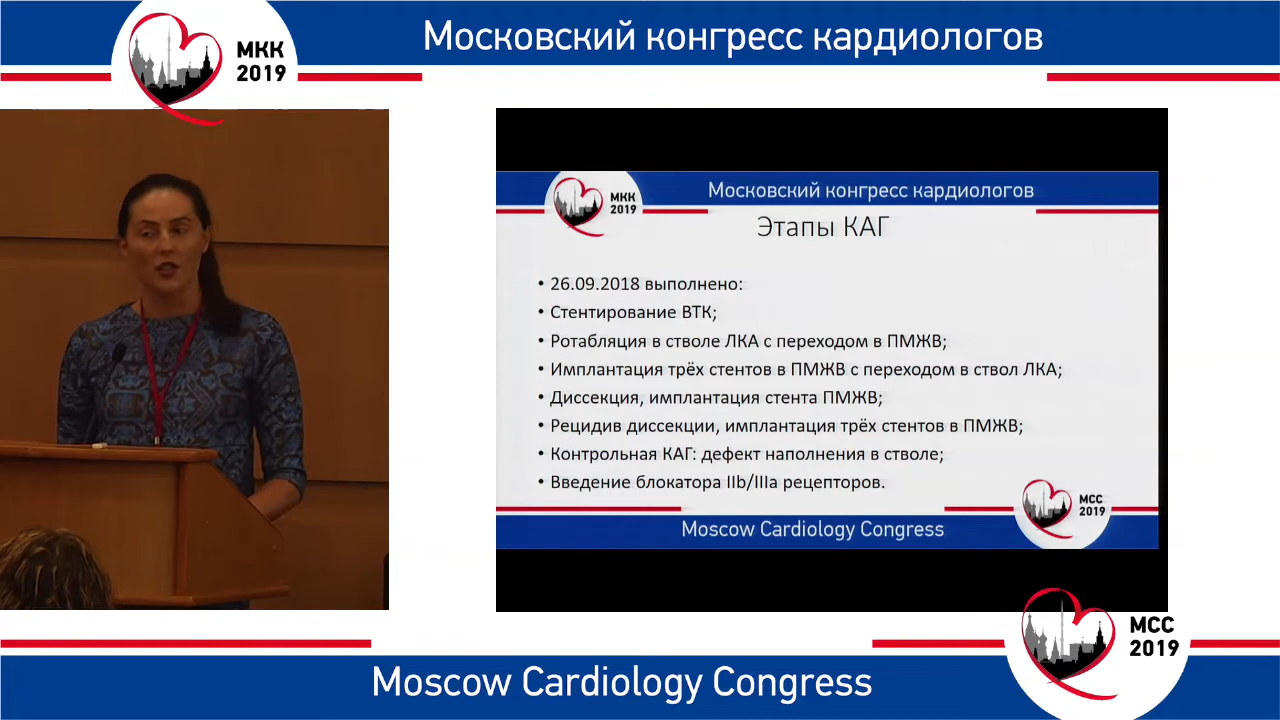 МКК
2019
Московский конгресс кардиологов
МКК
2019
Московский конгресс кардиологов
Этапы КАГ
• 26.09.2018 выполнено:
• Стентирование ВТК;
• Ротабляция в стволе ЛКА с переходом в ПМЖВ;
• Имплантация трёх стентов в ПМЖВ с переходом в ствол ЛКА;
• Диссекция, имплантация стента ПМЖВ;
• Рецидив диссекции, имплантация трёх стентов в ПМЖВ;
• Контрольная КАГ: дефект наполнения в стволе;
• Введение блокатора IIb/IIIa рецепторов.
MCC
2019
Moscow Cardiology Congress
MCC
2019
Moscow Cardiology Congress